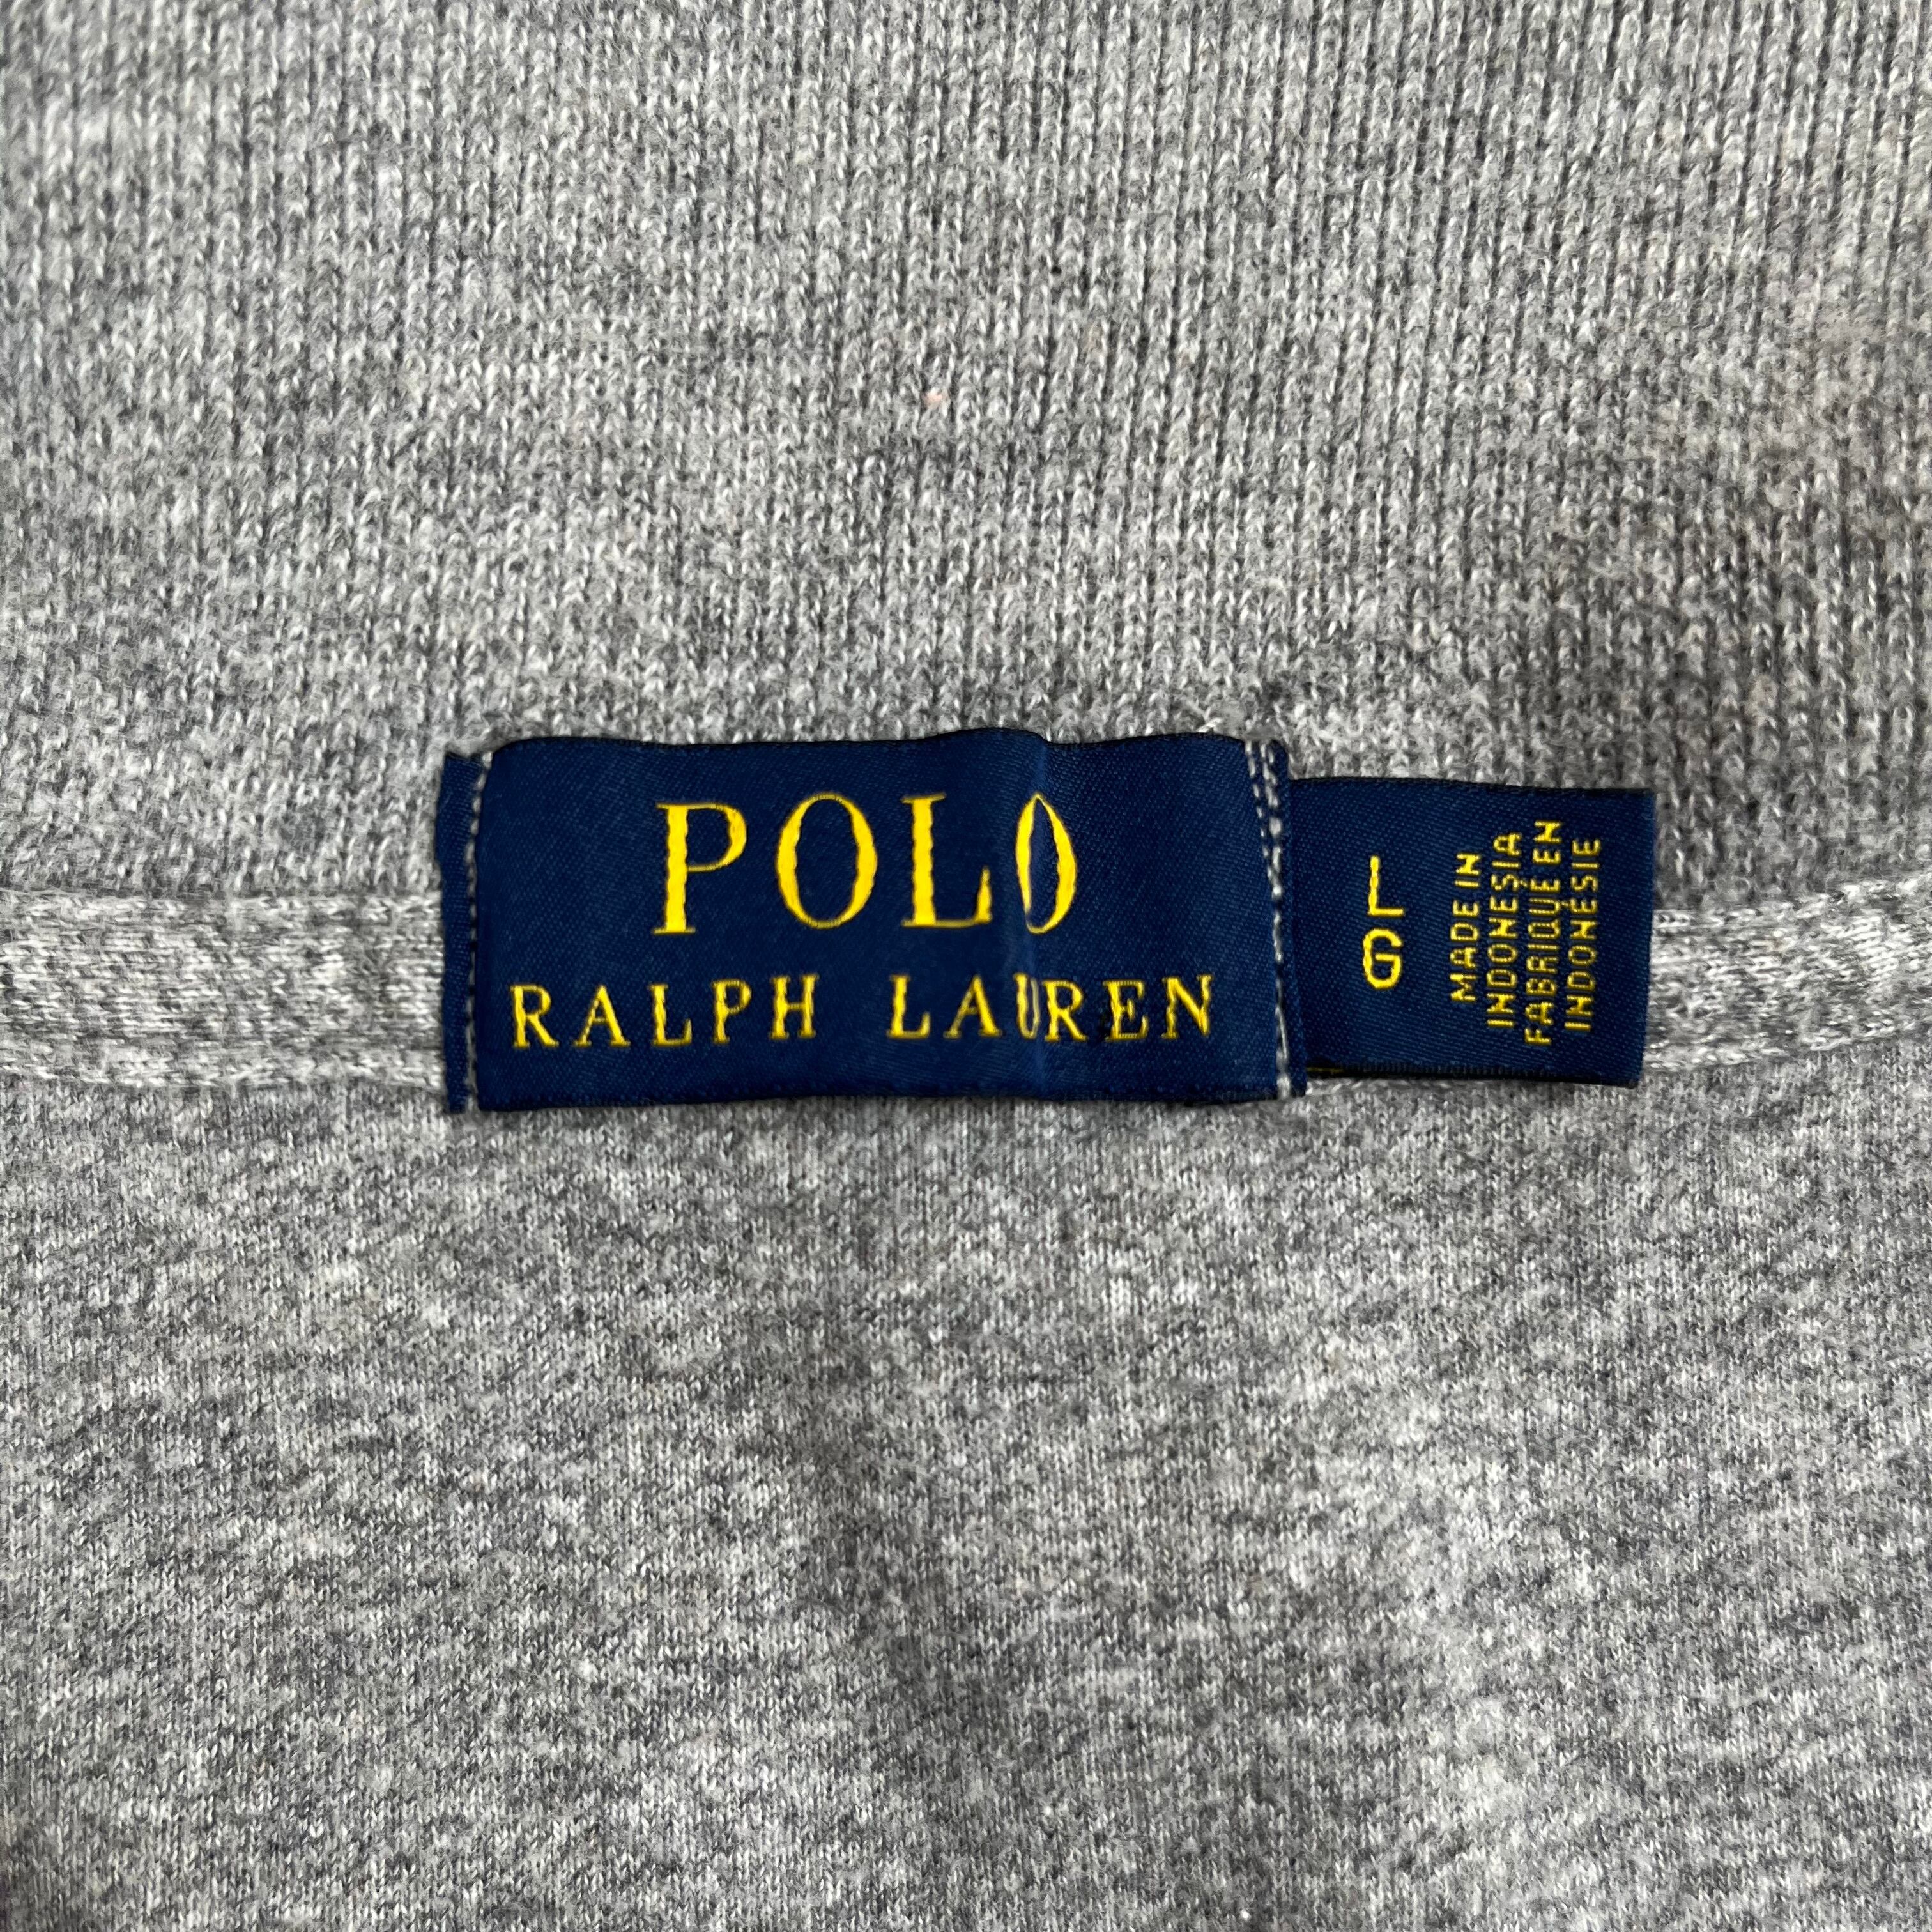 POLO
RALPH LAUREN
L
G
MADE IN
INDONESIA
FABRIQUÉ EN
INDONÉSIE